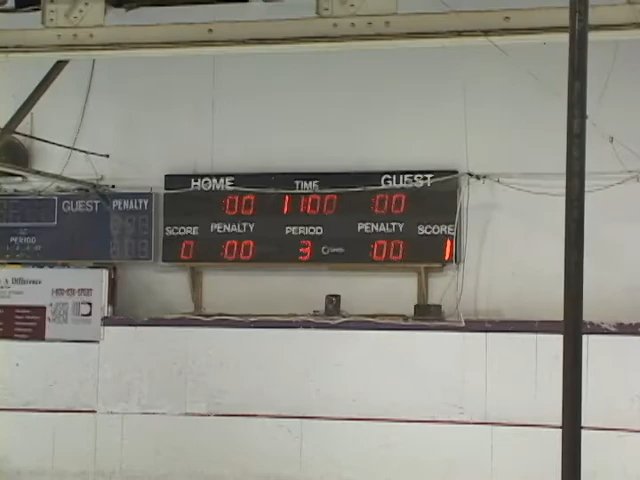 HOME TIME GUEST
:00 11:00 :00
SCORE PENALTY PERIOD PENALTY SCORE
0 :00 3 :00 1
GUEST PENALTY
PERIOD
A Difference